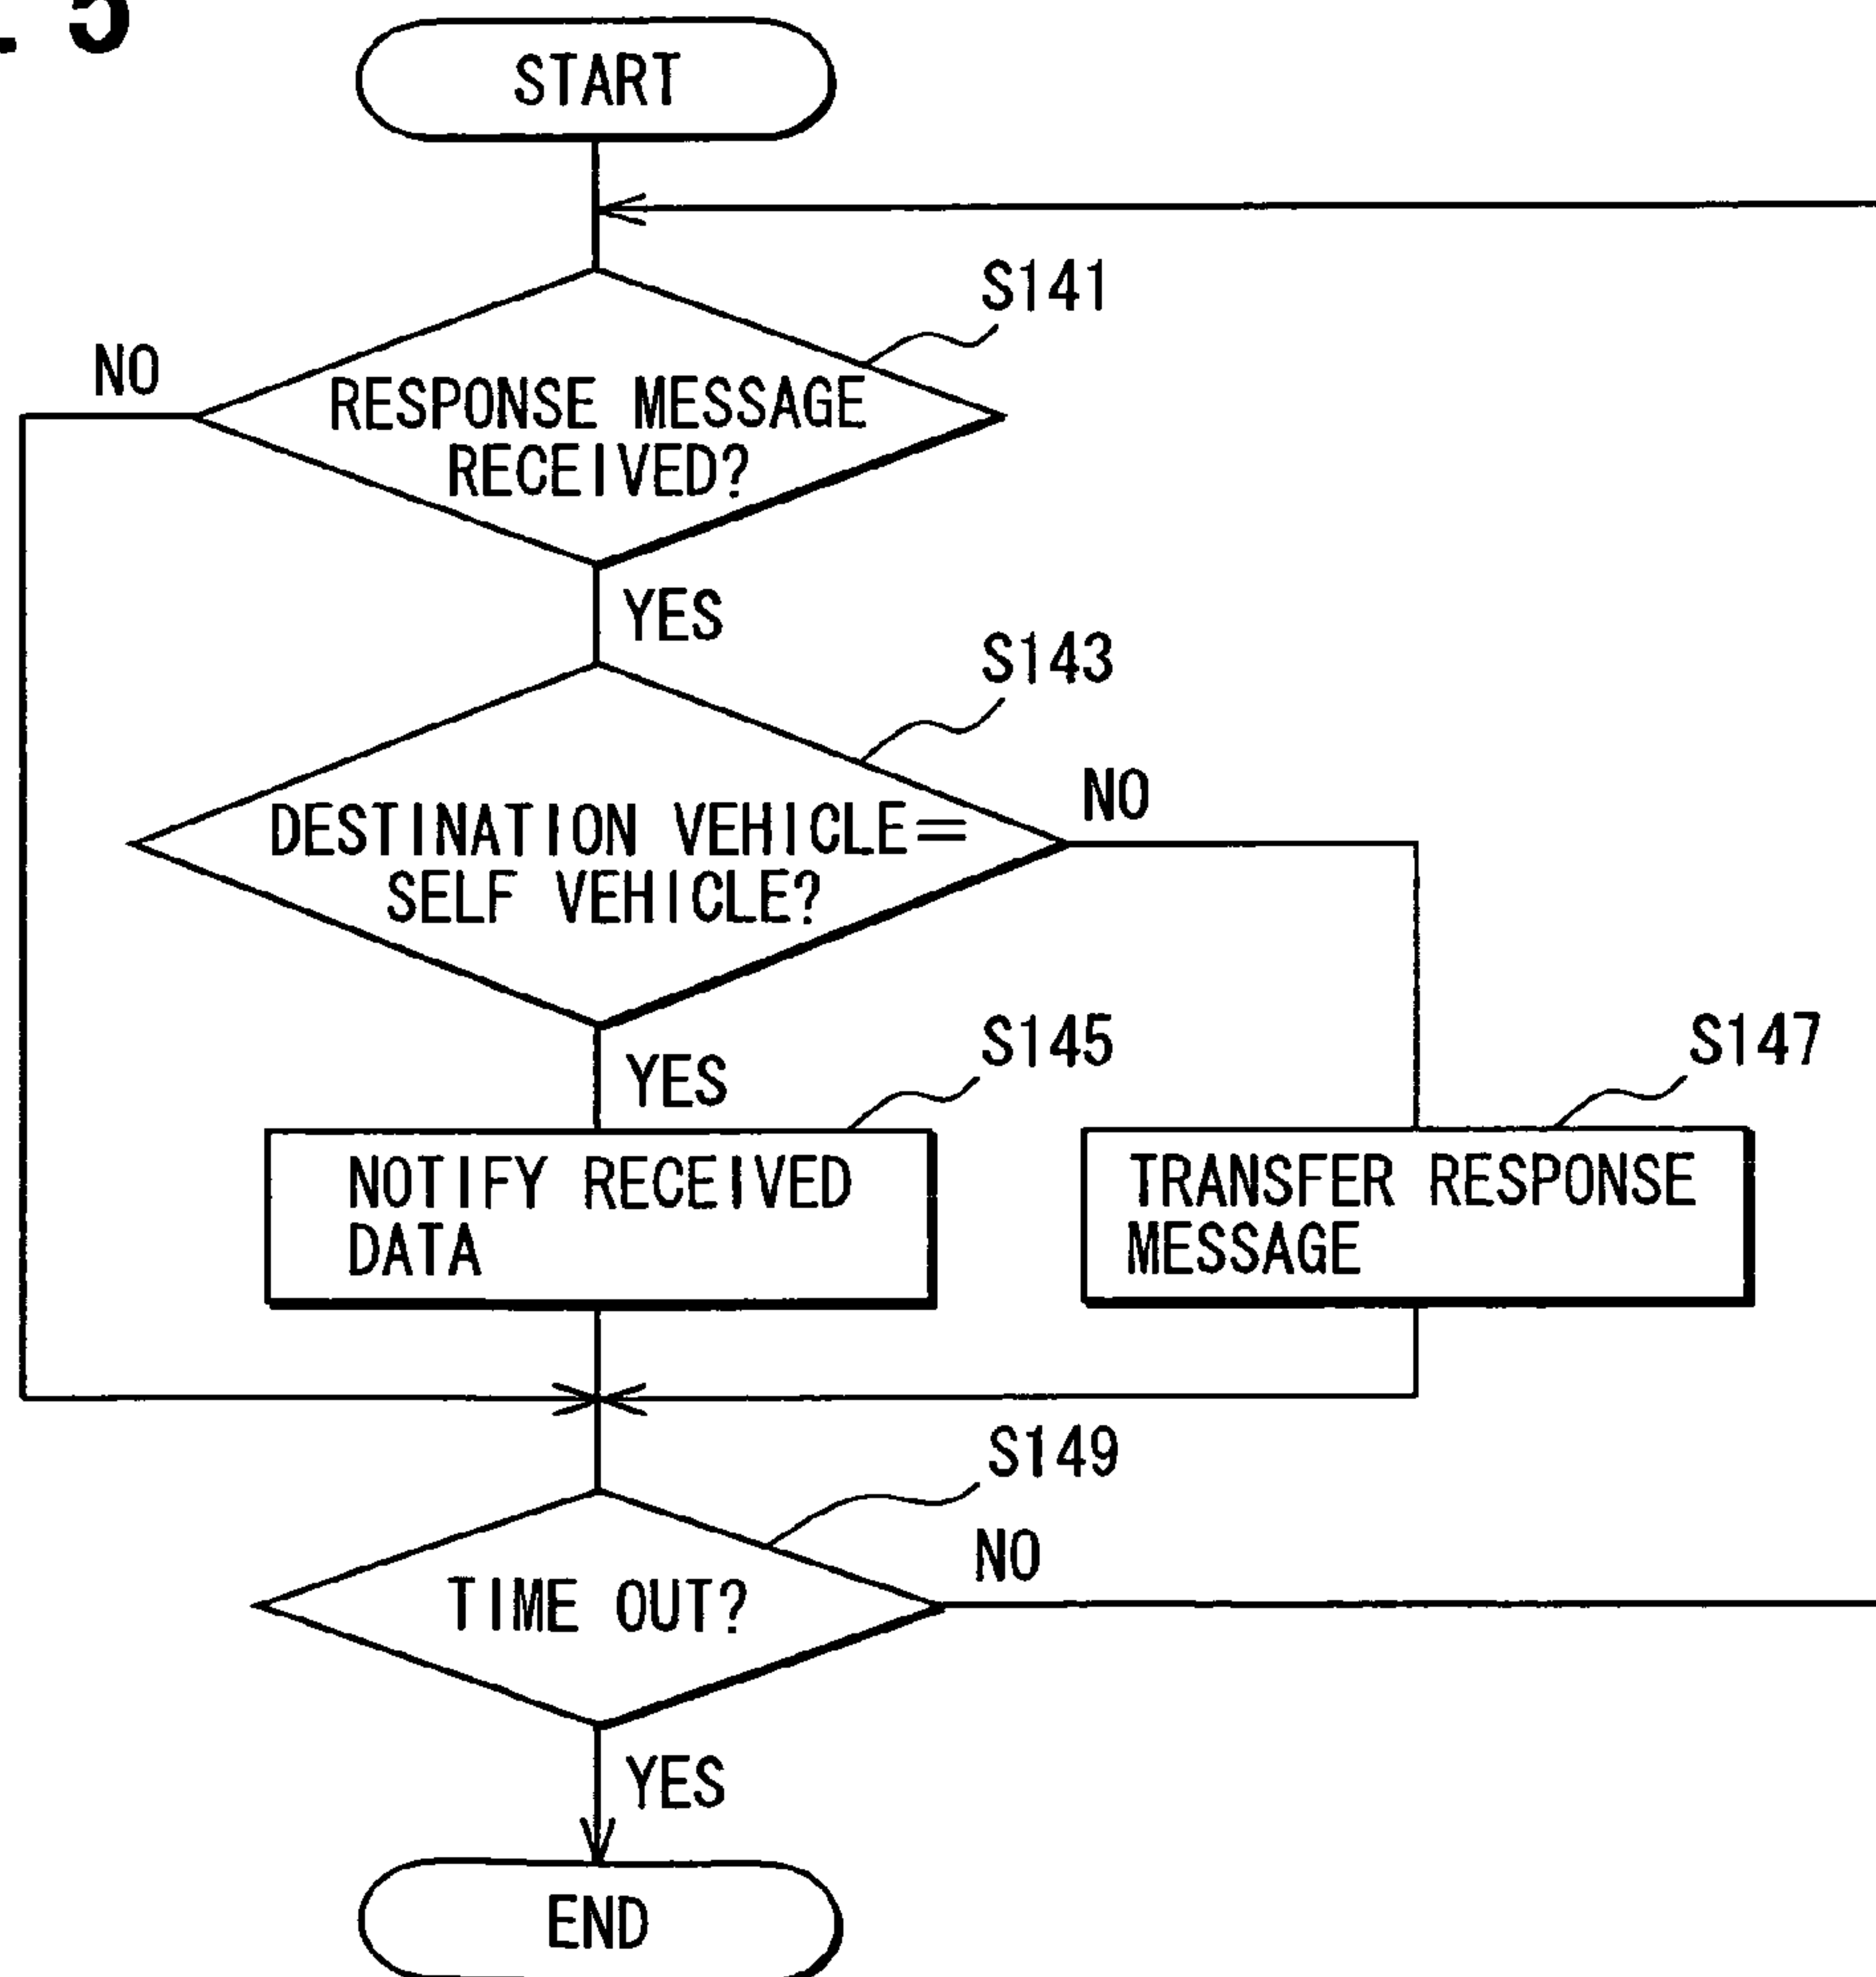 . 5
START
S141
NO
RESPONSE MESSAGE
RECEIVED?
YES
S143
NO
DESTINATION VEHICLE=
SELF VEHICLE?
YES
S145
S147
NOTIFY RECEIVED
DATA
TRANSFER RESPONSE
MESSAGE
S149
NO
TIME OUT?
YES
END